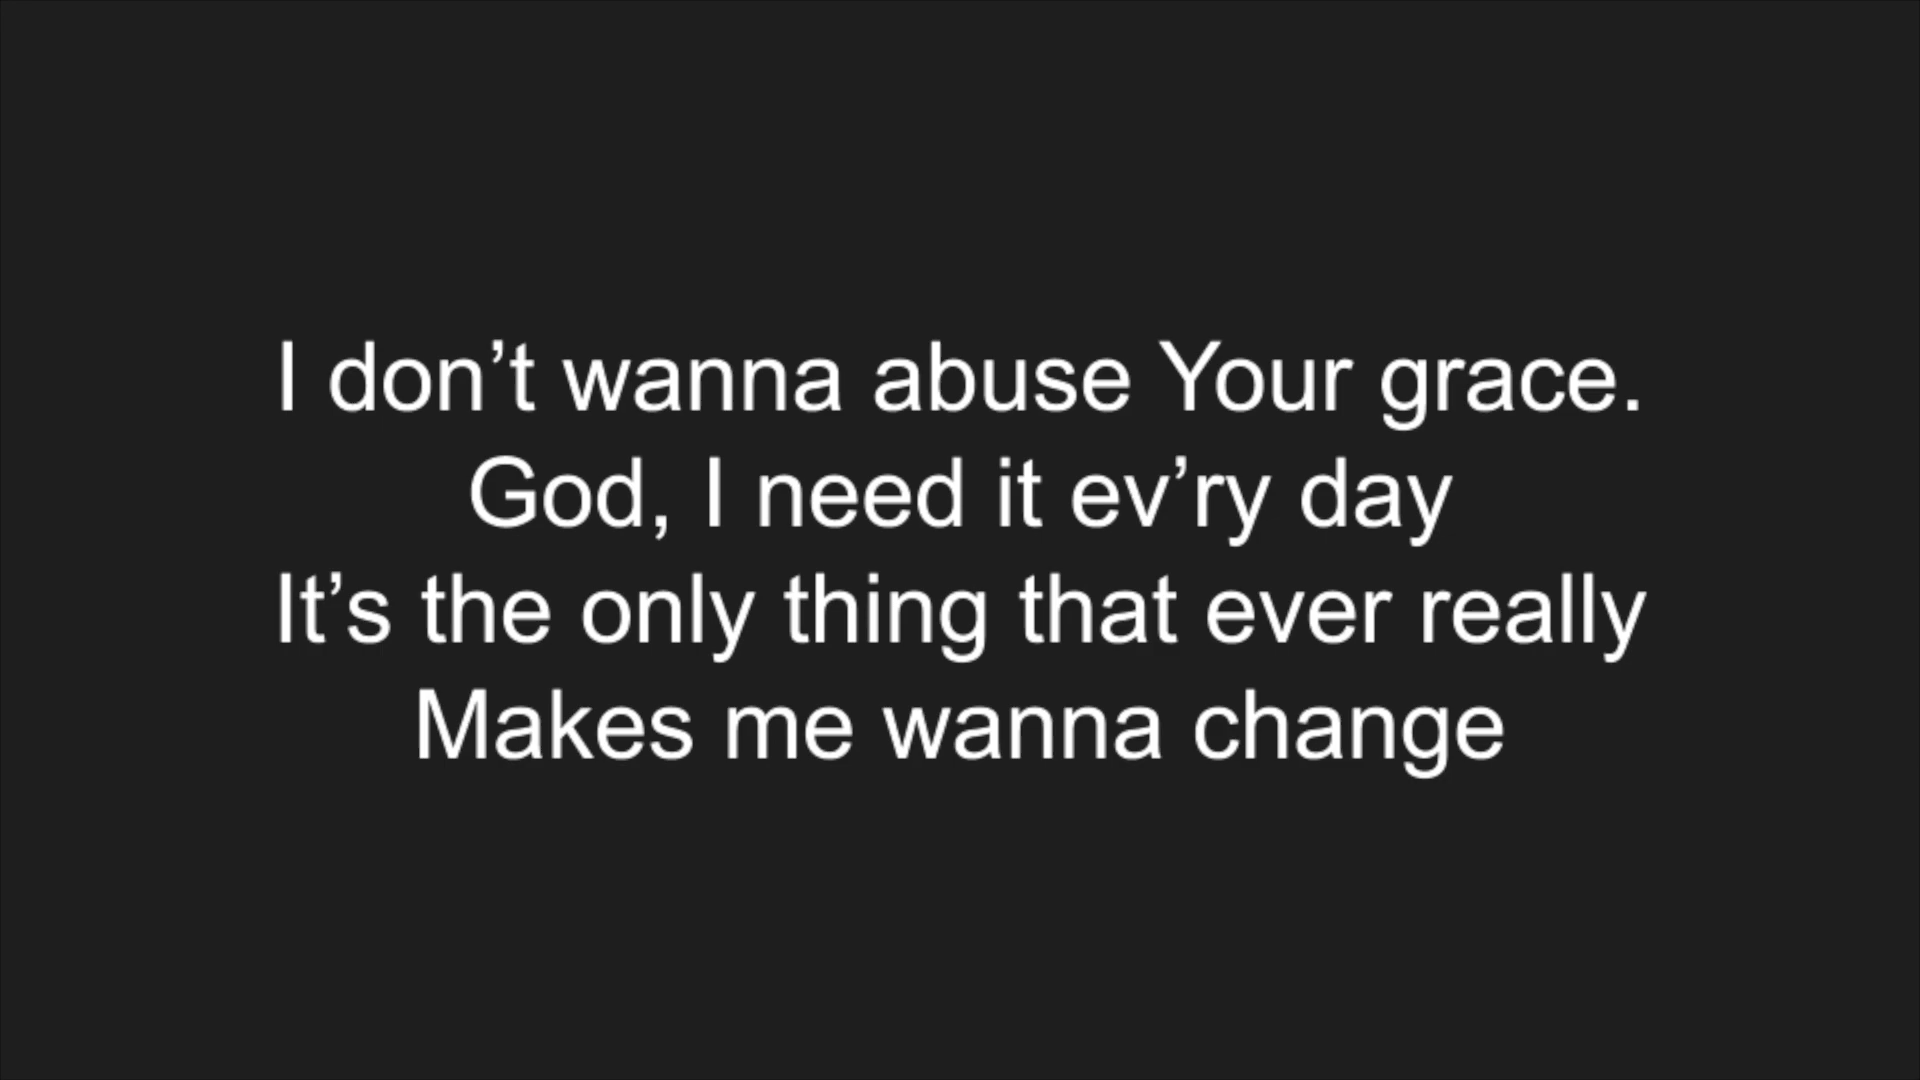 I don’t wanna abuse Your grace.
God, I need it ev’ry day
It’s the only thing that ever really
Makes me wanna change